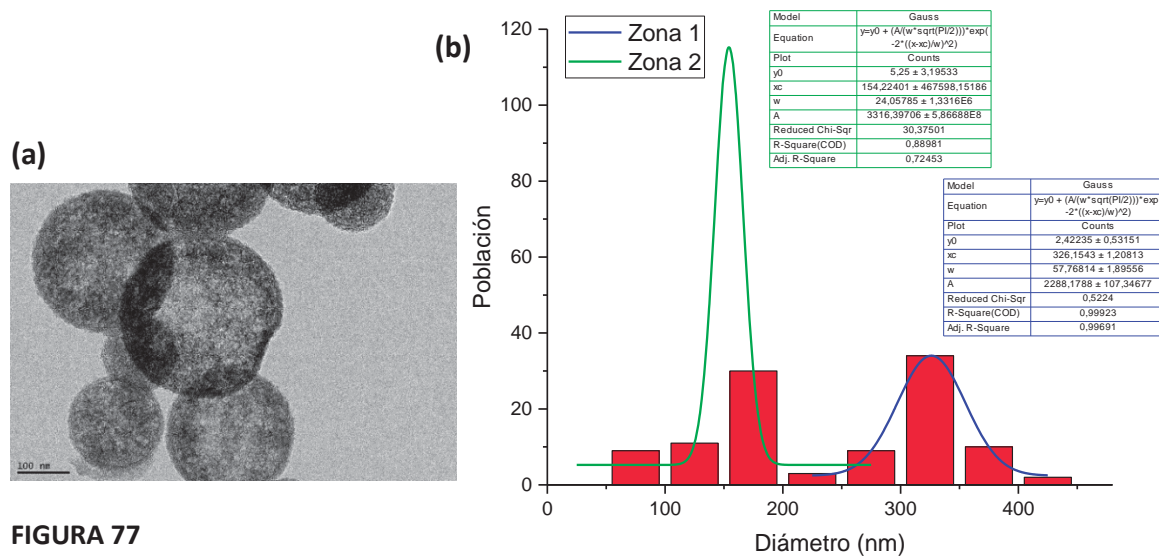 (b)
120
100
80
60
40
20
0
Población
0
100
200
300
400
Diámetro (nm)
Zona 1
Zona 2
Model Gauss
Equation y=y0 + (A/(w*sqrt(PI/2)))*exp(
-2*((x-xc)/w)^2)
Plot Counts
y0 5,25 ± 3,19533
xc 154,22401 ± 467598,15186
w 24,05785 ± 1,3316E6
A 3316,39706 ± 5,86688E8
Reduced Chi-Sqr 30,37501
R-Square(COD) 0,88981
Adj. R-Square 0,72453
Model Gauss
Equation y=y0 + (A/(w*sqrt(PI/2)))*exp(
-2*((x-xc)/w)^2)
Plot Counts
y0 2,42235 ± 0,53151
xc 326,1543 ± 1,20813
w 57,76814 ± 1,89556
A 2288,1788 ± 107,34677
Reduced Chi-Sqr 0,5224
R-Square(COD) 0,99923
Adj. R-Square 0,99691
(a)
100 nm
FIGURA 77